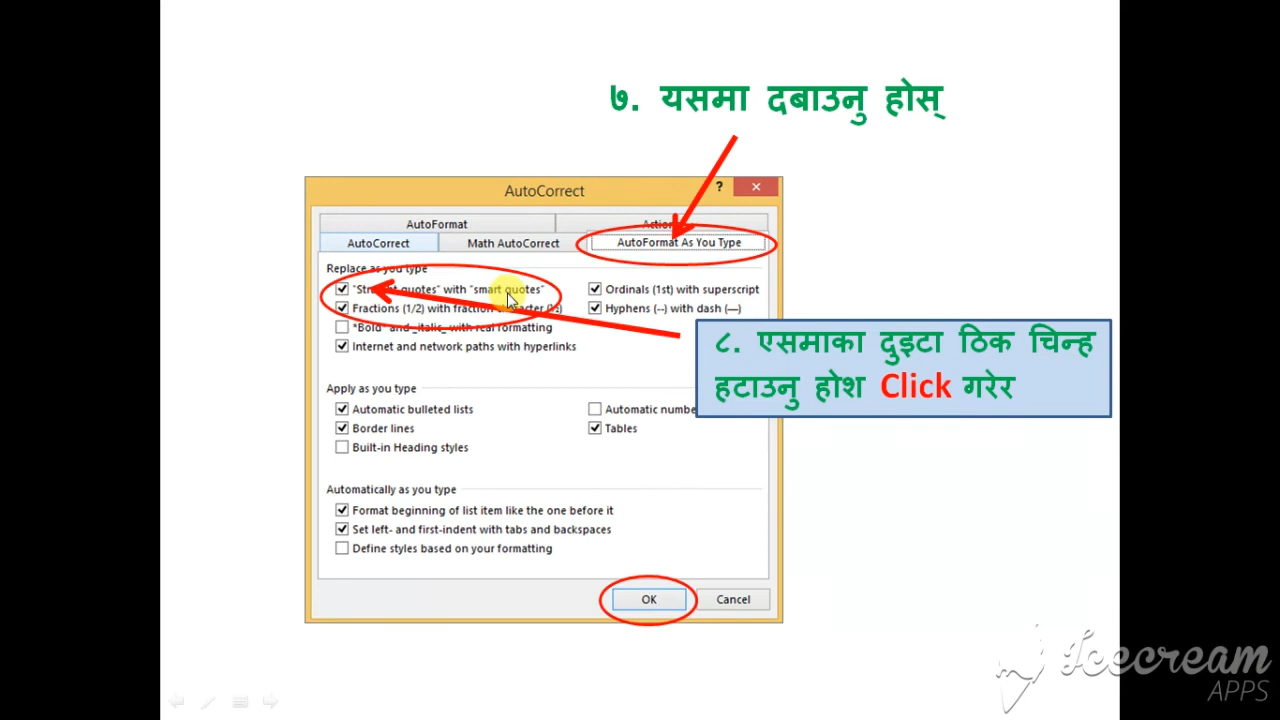 ७. यसमा दबाउनु होस्
AutoCorrect
? ×
AutoFormat
AutoCorrect Math AutoCorrect AutoFormat As You Type
Replace as you type
"Straight quotes" with "smart quotes"
Ordinals (1st) with superscript
Fractions (1/2) with fraction character (½)
Hyphens (--) with dash (—)
*Bold* and _italic_ with real formatting
Internet and network paths with hyperlinks
८. एसमाका दुइटा ठिक चिन्ह
हटाउनु होश Click गरेर
Apply as you type
Automatic bulleted lists
Automatic
Border lines
Tables
Built-in Heading styles
Automatically as you type
Format beginning of list item like the one before it
Set left- and first-indent with tabs and backspaces
Define styles based on your formatting
OK Cancel
Icecream
APPS